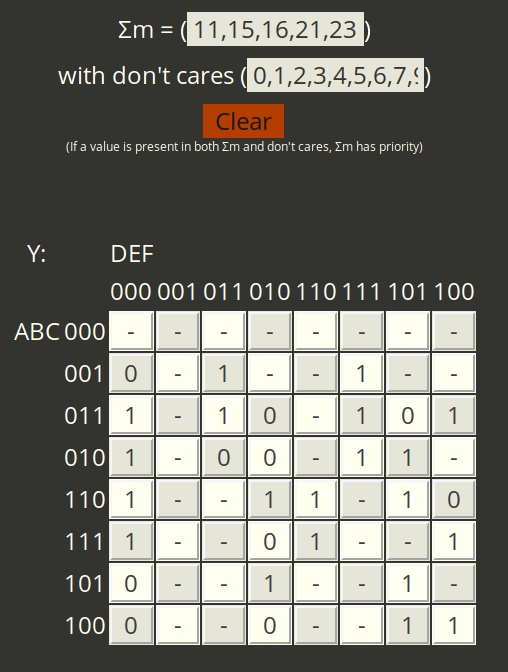 Σm = (11,15,16,21,23)
with don't cares (0,1,2,3,4,5,6,7,9)
Clear
(If a value is present in both Σm and don't cares, Σm has priority)
Y: DEF
000 001 011 010 110 111 101 100
ABC 000 - - - - - - - -
001 0 - 1 - - 1 - -
011 1 - 1 0 - 1 0 1
010 1 - 0 0 - 1 1 -
110 1 - - 1 1 - 1 0
111 1 - - 0 1 - - 1
101 0 - - 1 - - 1 -
100 0 - - 0 - - 1 1